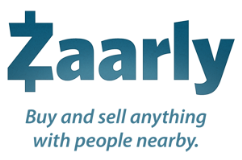 Zaarly
Buy and sell anything
with people nearby.